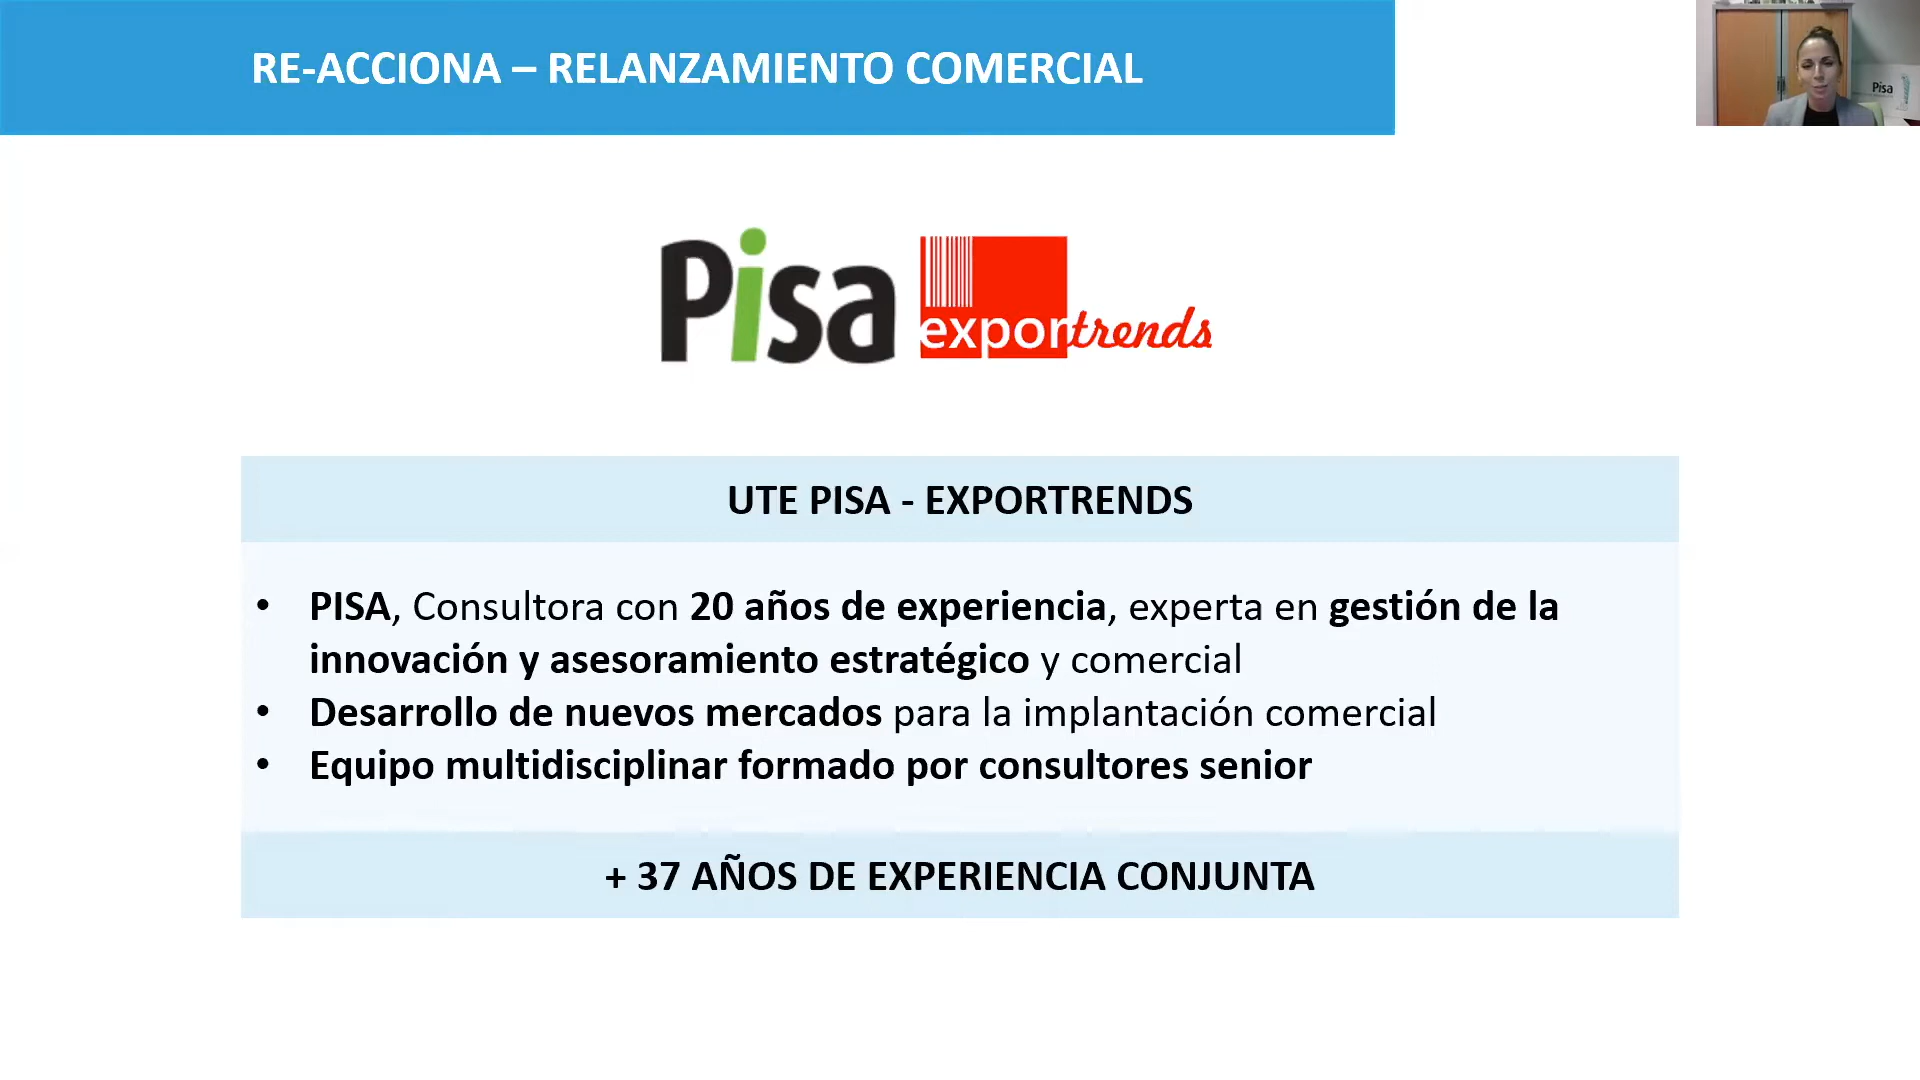 RE-ACCIONA – RELANZAMIENTO COMERCIAL
Pisa
Pisa
exportrends
UTE PISA - EXPORTRENDS
• PISA, Consultora con 20 años de experiencia, experta en gestión de la
innovación y asesoramiento estratégico y comercial
• Desarrollo de nuevos mercados para la implantación comercial
• Equipo multidisciplinar formado por consultores senior
+ 37 AÑOS DE EXPERIENCIA CONJUNTA